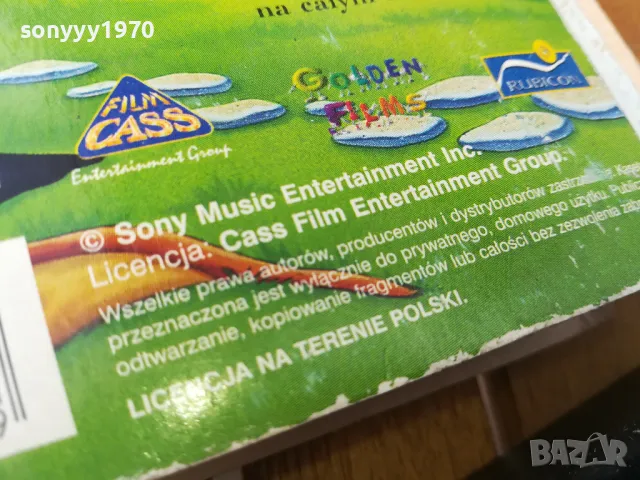 sonyyy1970
na całym
FILM
CASS
Entertainment Group
GOLDEN
FILMS
RUBICON
© Sony Music Entertainment Inc.
Licencja: Cass Film Entertainment Group.
Wszelkie prawa autorów, producentów i dystrybutorów
przeznaczona jest wyłącznie do prywatnego, domowego użytku.
odtwarzanie, kopiowanie fragmentów lub całości bez zezwolenia
LICENCJA NA TERENIE POLSKI.
BAZAR